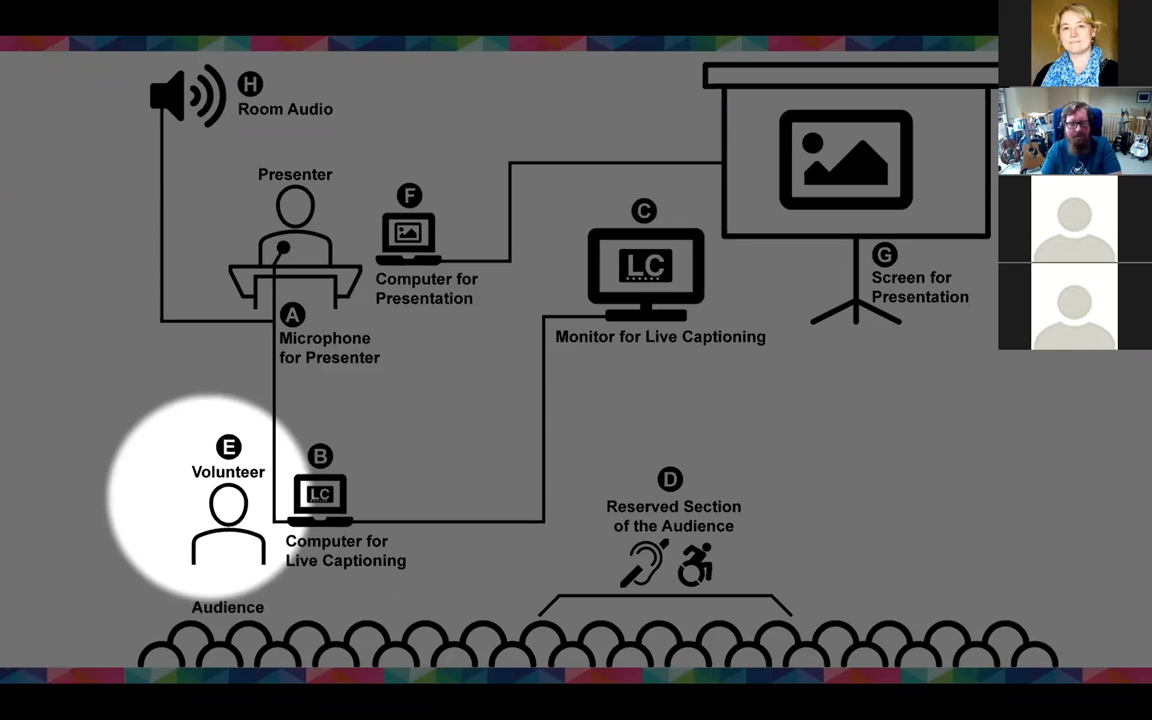 H
Room Audio
Presenter
F
Computer for
Presentation
C
LC
Monitor for Live Captioning
G
Screen for
Presentation
A
Microphone
for Presenter
E
Volunteer
B
LC
Computer for
Live Captioning
D
Reserved Section
of the Audience
Audience